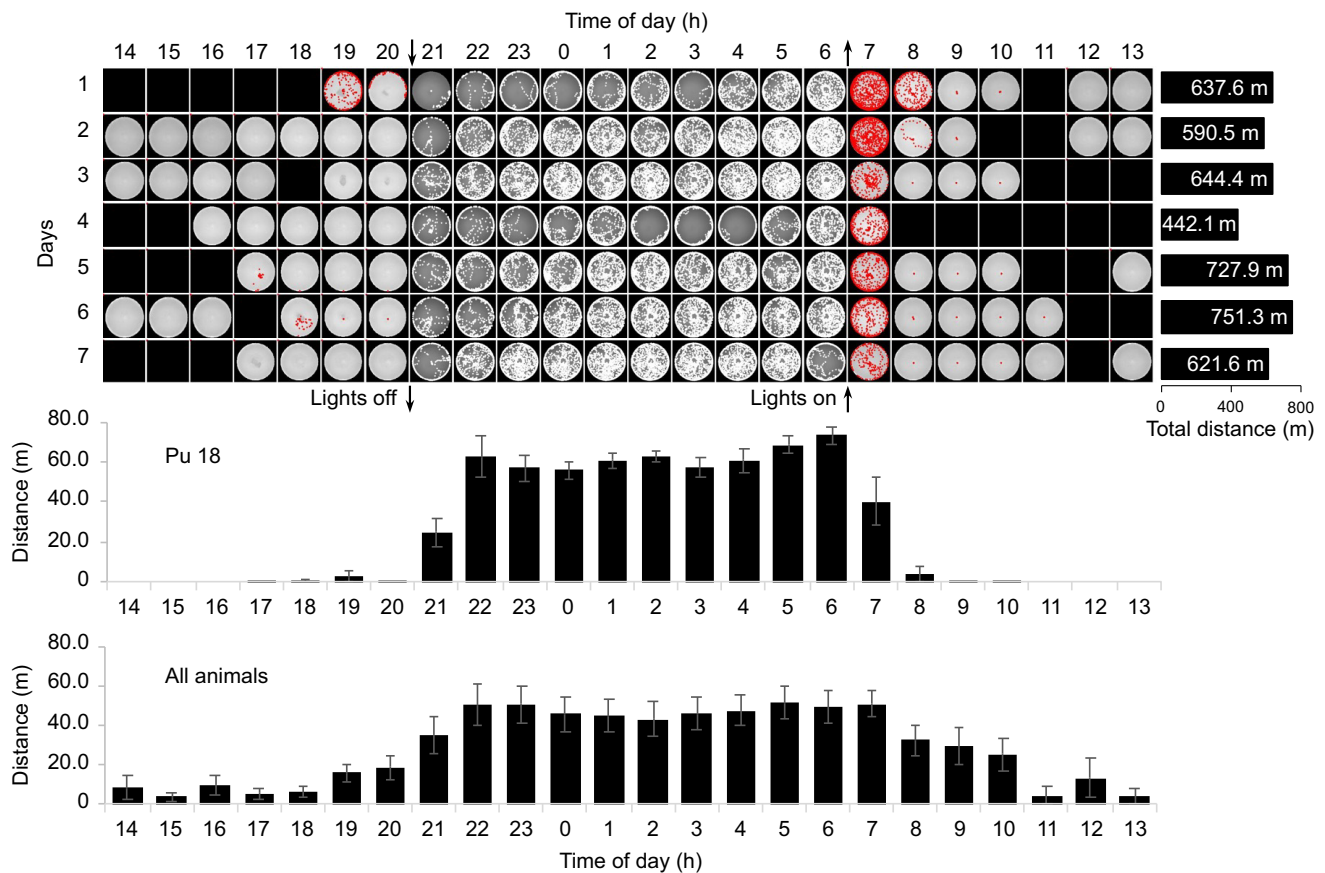 Time of day (h)
14 15 16 17 18 19 20 21 22 23 0 1 2 3 4 5 6 7 8 9 10 11 12 13
Days
1 637.6 m
2 590.5 m
3 644.4 m
4 442.1 m
5 727.9 m
6 751.3 m
7 621.6 m
Lights off Lights on
0 400 800
Total distance (m)
Distance (m)
80.0
Pu 18
60.0
40.0
20.0
0
14 15 16 17 18 19 20 21 22 23 0 1 2 3 4 5 6 7 8 9 10 11 12 13
Distance (m)
80.0
All animals
60.0
40.0
20.0
0
14 15 16 17 18 19 20 21 22 23 0 1 2 3 4 5 6 7 8 9 10 11 12 13
Time of day (h)